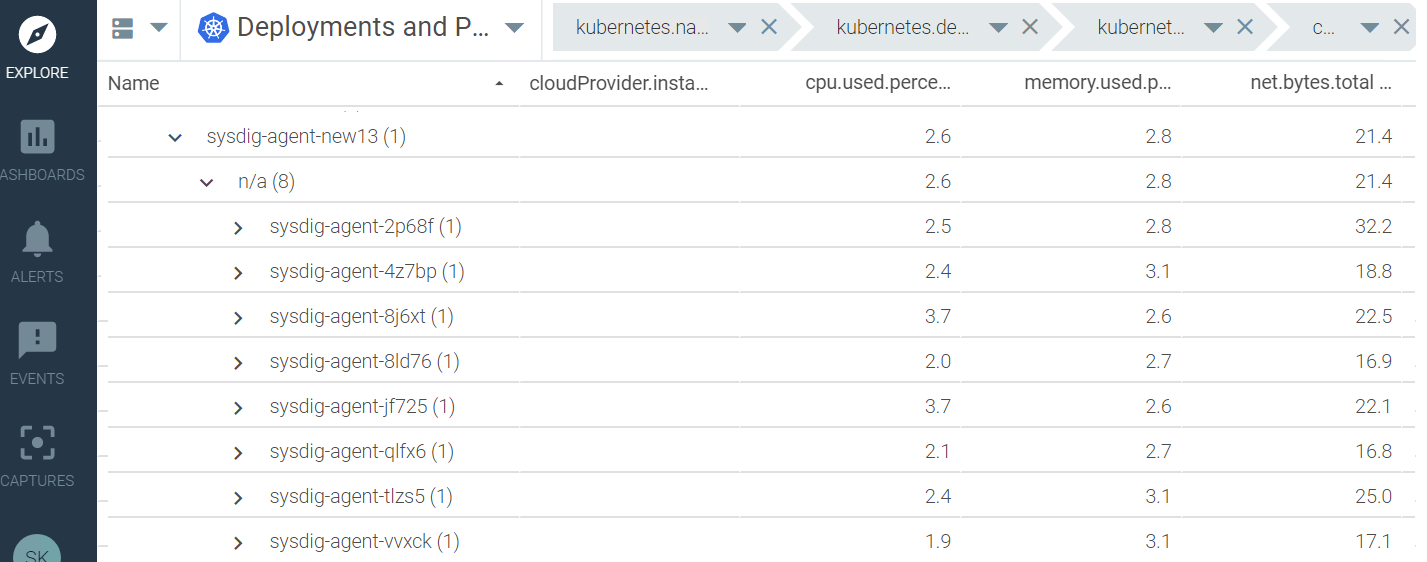 Deployments and P... kubernetes.na... kubernetes.de... kubernet... c...
EXPLORE
Name cloudProvider.insta... cpu.used.perce... memory.used.p... net.bytes.total ...
sysdig-agent-new13 (1) 2.6 2.8 21.4
ASHBOARDS
n/a (8) 2.6 2.8 21.4
sysdig-agent-2p68f (1) 2.5 2.8 32.2
ALERTS
sysdig-agent-4z7bp (1) 2.4 3.1 18.8
sysdig-agent-8j6xt (1) 3.7 2.6 22.5
sysdig-agent-8ld76 (1) 2.0 2.7 16.9
EVENTS
sysdig-agent-jf725 (1) 3.7 2.6 22.1
sysdig-agent-qlfx6 (1) 2.1 2.7 16.8
CAPTURES
sysdig-agent-tlzs5 (1) 2.4 3.1 25.0
sysdig-agent-vvxck (1) 1.9 3.1 17.1
SK